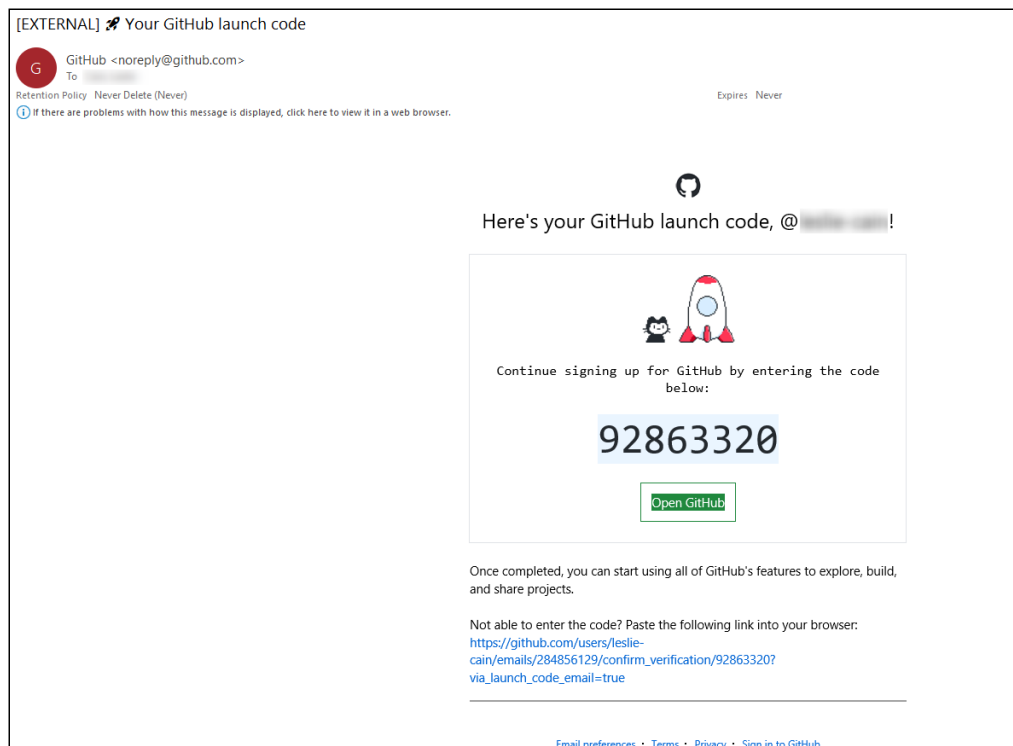 [EXTERNAL] 🚀 Your GitHub launch code
G
GitHub <noreply@github.com>
To
Retention Policy Never Delete (Never)
Expires Never
If there are problems with how this message is displayed, click here to view it in a web browser.
Here's your GitHub launch code, @ !
Continue signing up for GitHub by entering the code
below:
92863320
Open GitHub
Once completed, you can start using all of GitHub's features to explore, build,
and share projects.
Not able to enter the code? Paste the following link into your browser:
https://github.com/users/leslie-
cain/emails/284856129/confirm_verification/92863320?
via_launch_code_email=true
Email preferences · Terms · Privacy · Sign in to GitHub